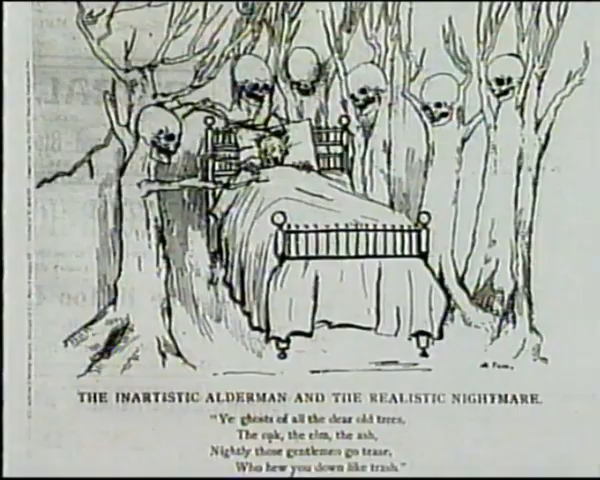 THE INARTISTIC ALDERMAN AND THE REALISTIC NIGHTMARE.
"Ye ghosts of all the dear old trees,
The oak, the elm, the ash,
Nightly those gentlemen go tease,
Who hew you down like trash."